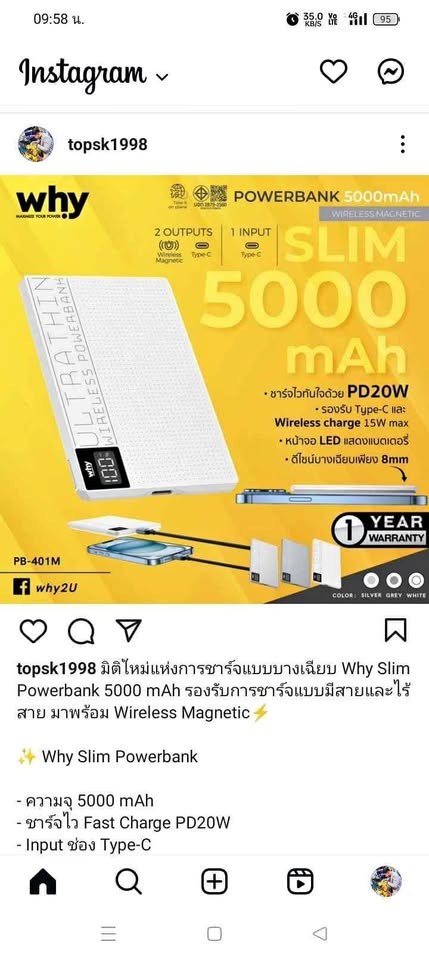 09:58 น.
35.0 KB/S
Vo LTE
4G
95
Instagram
topsk1998
why
MAXIMIZE YOUR POWER
POWERBANK 5000mAh
WIRELESS MAGNETIC
2 OUTPUTS
Wireless Magnetic
Type-C
1 INPUT
Type-C
SLIM
5000
mAh
ULTRATHIN
WIRELESS POWERBANK
why
100%
• ชาร์จไวทันใจด้วย PD20W
• รองรับ Type-C และ
Wireless charge 15W max
• หน้าจอ LED แสดงแบตเตอรี่
• ดีไซน์บางเฉียบเพียง 8mm
1 YEAR
WARRANTY
PB-401M
why2U
COLOR : SILVER GREY WHITE
topsk1998 มิติใหม่แห่งการชาร์จแบบบางเฉียบ Why Slim
Powerbank 5000 mAh รองรับการชาร์จแบบมีสายและไร้
สาย มาพร้อม Wireless Magnetic⚡
✨ Why Slim Powerbank
- ความจุ 5000 mAh
- ชาร์จไว Fast Charge PD20W
- Input ช่อง Type-C